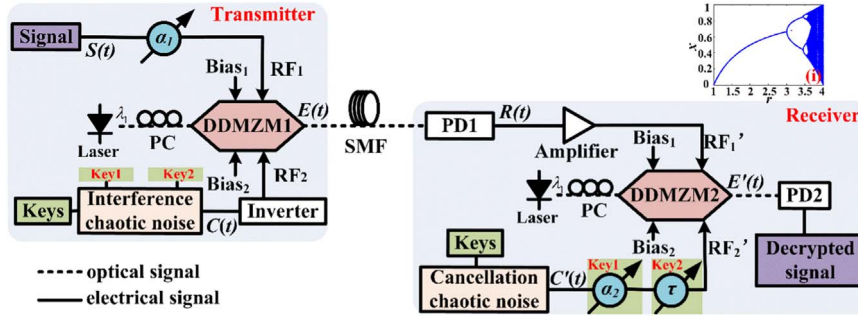 Transmitter
Signal
S(t)
α₁
Bias₁
RF₁
λ₁
Laser
PC
DDMZM1
E(t)
SMF
Key1
Key2
Bias₂
RF₂
Keys
Interference
chaotic noise
C(t)
Inverter
optical signal
electrical signal
x
1
0.8
0.6
0.4
0.2
0
1
1.5
2
2.5
3
3.5
4
r
(i)
Receiver
PD1
R(t)
Amplifier
Bias₁
RF₁’
λ₁
Laser
PC
DDMZM2
E’(t)
PD2
Bias₂
RF₂’
Keys
Cancellation
chaotic noise
C’(t)
Key1
α₂
Key2
τ
Decrypted
signal